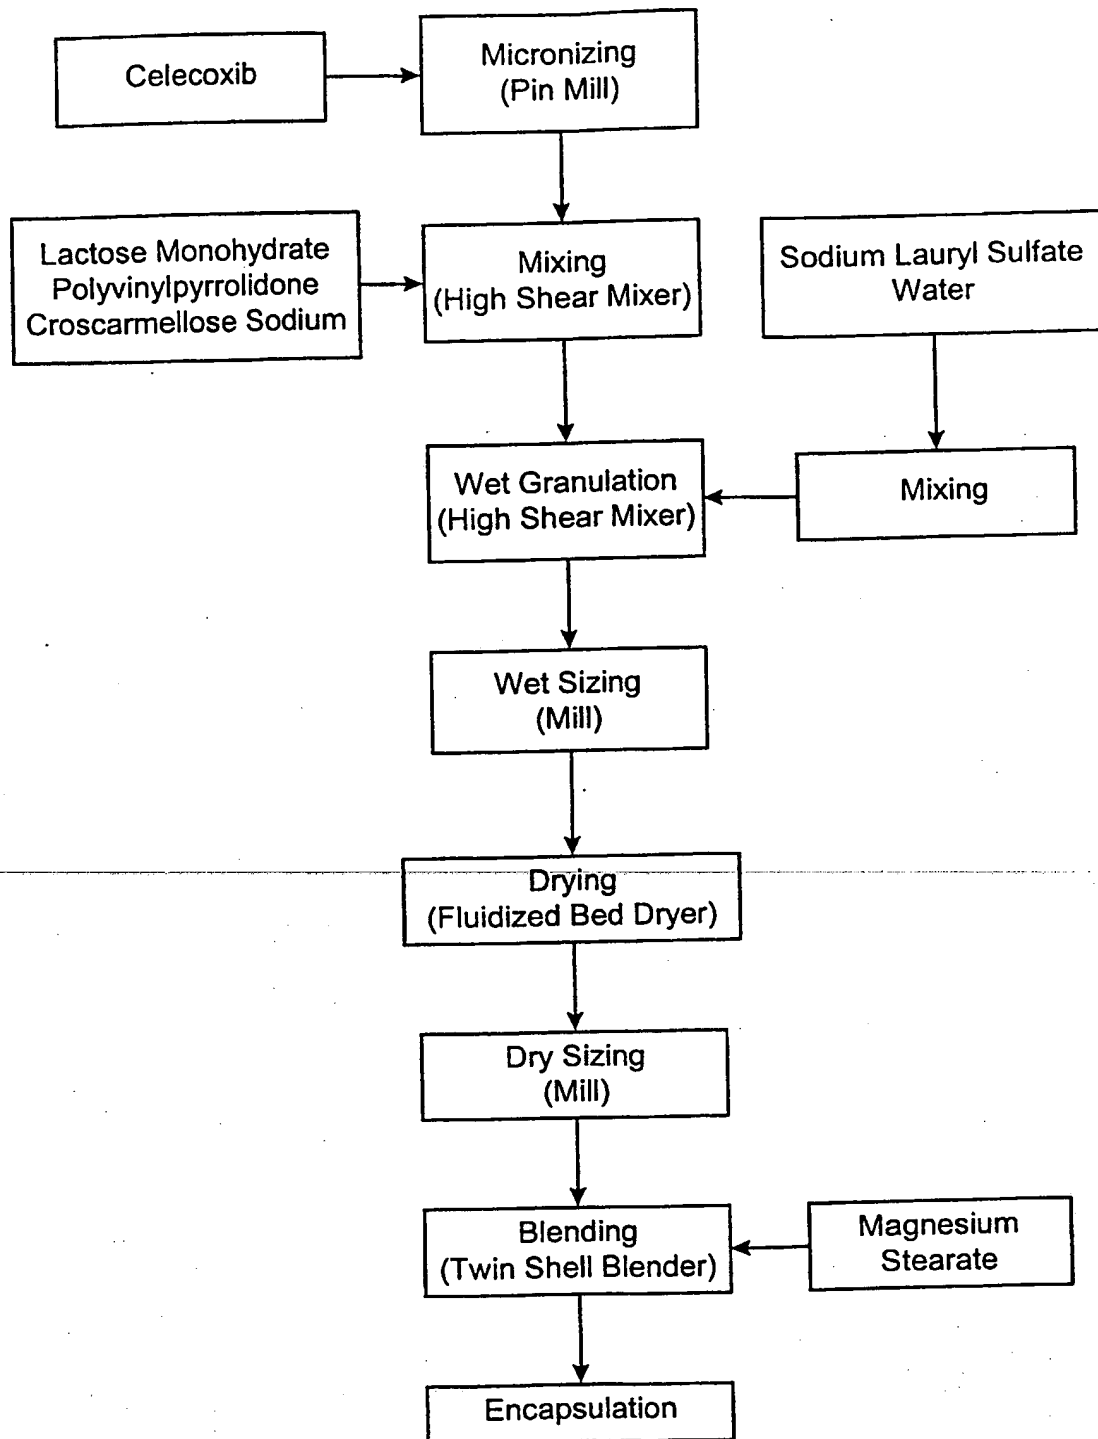 Celecoxib
Micronizing
(Pin Mill)
Lactose Monohydrate
Polyvinylpyrrolidone
Croscarmellose Sodium
Mixing
(High Shear Mixer)
Sodium Lauryl Sulfate
Water
Wet Granulation
(High Shear Mixer)
Mixing
Wet Sizing
(Mill)
Drying
(Fluidized Bed Dryer)
Dry Sizing
(Mill)
Blending
(Twin Shell Blender)
Magnesium
Stearate
Encapsulation